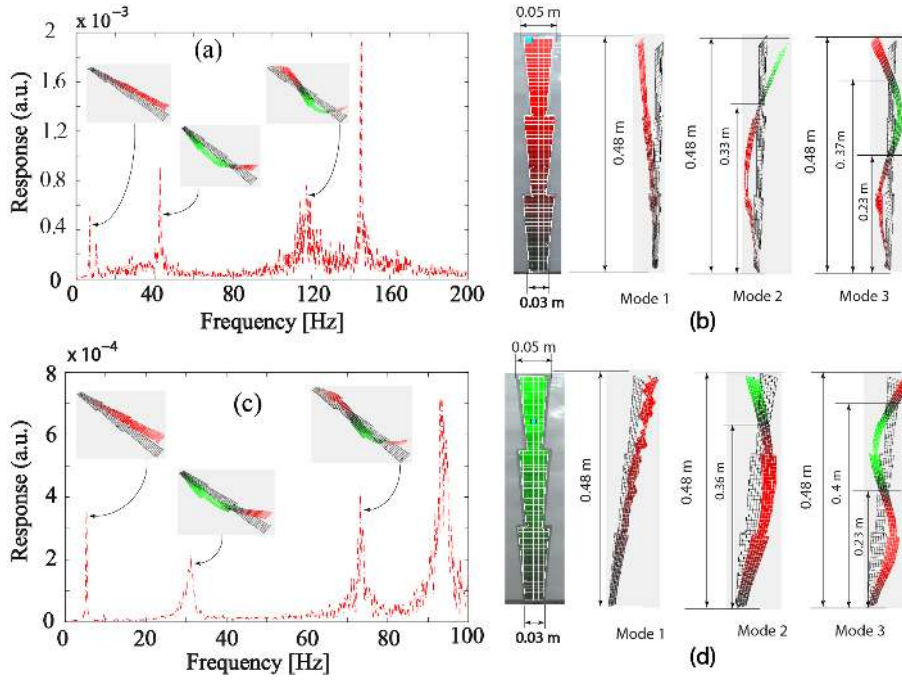 x 10⁻³
2
1.6
1.2
0.8
0.4
0
0 40 80 120 160 200
Response (a.u.)
Frequency [Hz]
(a)
0.05 m
0.48 m
0.03 m
0.48 m
0.33 m
0.48 m
0.37m
0.23 m
Mode 1
Mode 2
Mode 3
(b)
x 10⁻⁴
8
6
4
2
0
0 20 40 60 80 100
Response (a.u.)
Frequency [Hz]
(c)
0.05 m
0.48 m
0.03 m
0.48 m
0.36 m
0.48 m
0.4 m
0.23 m
Mode 1
Mode 2
Mode 3
(d)